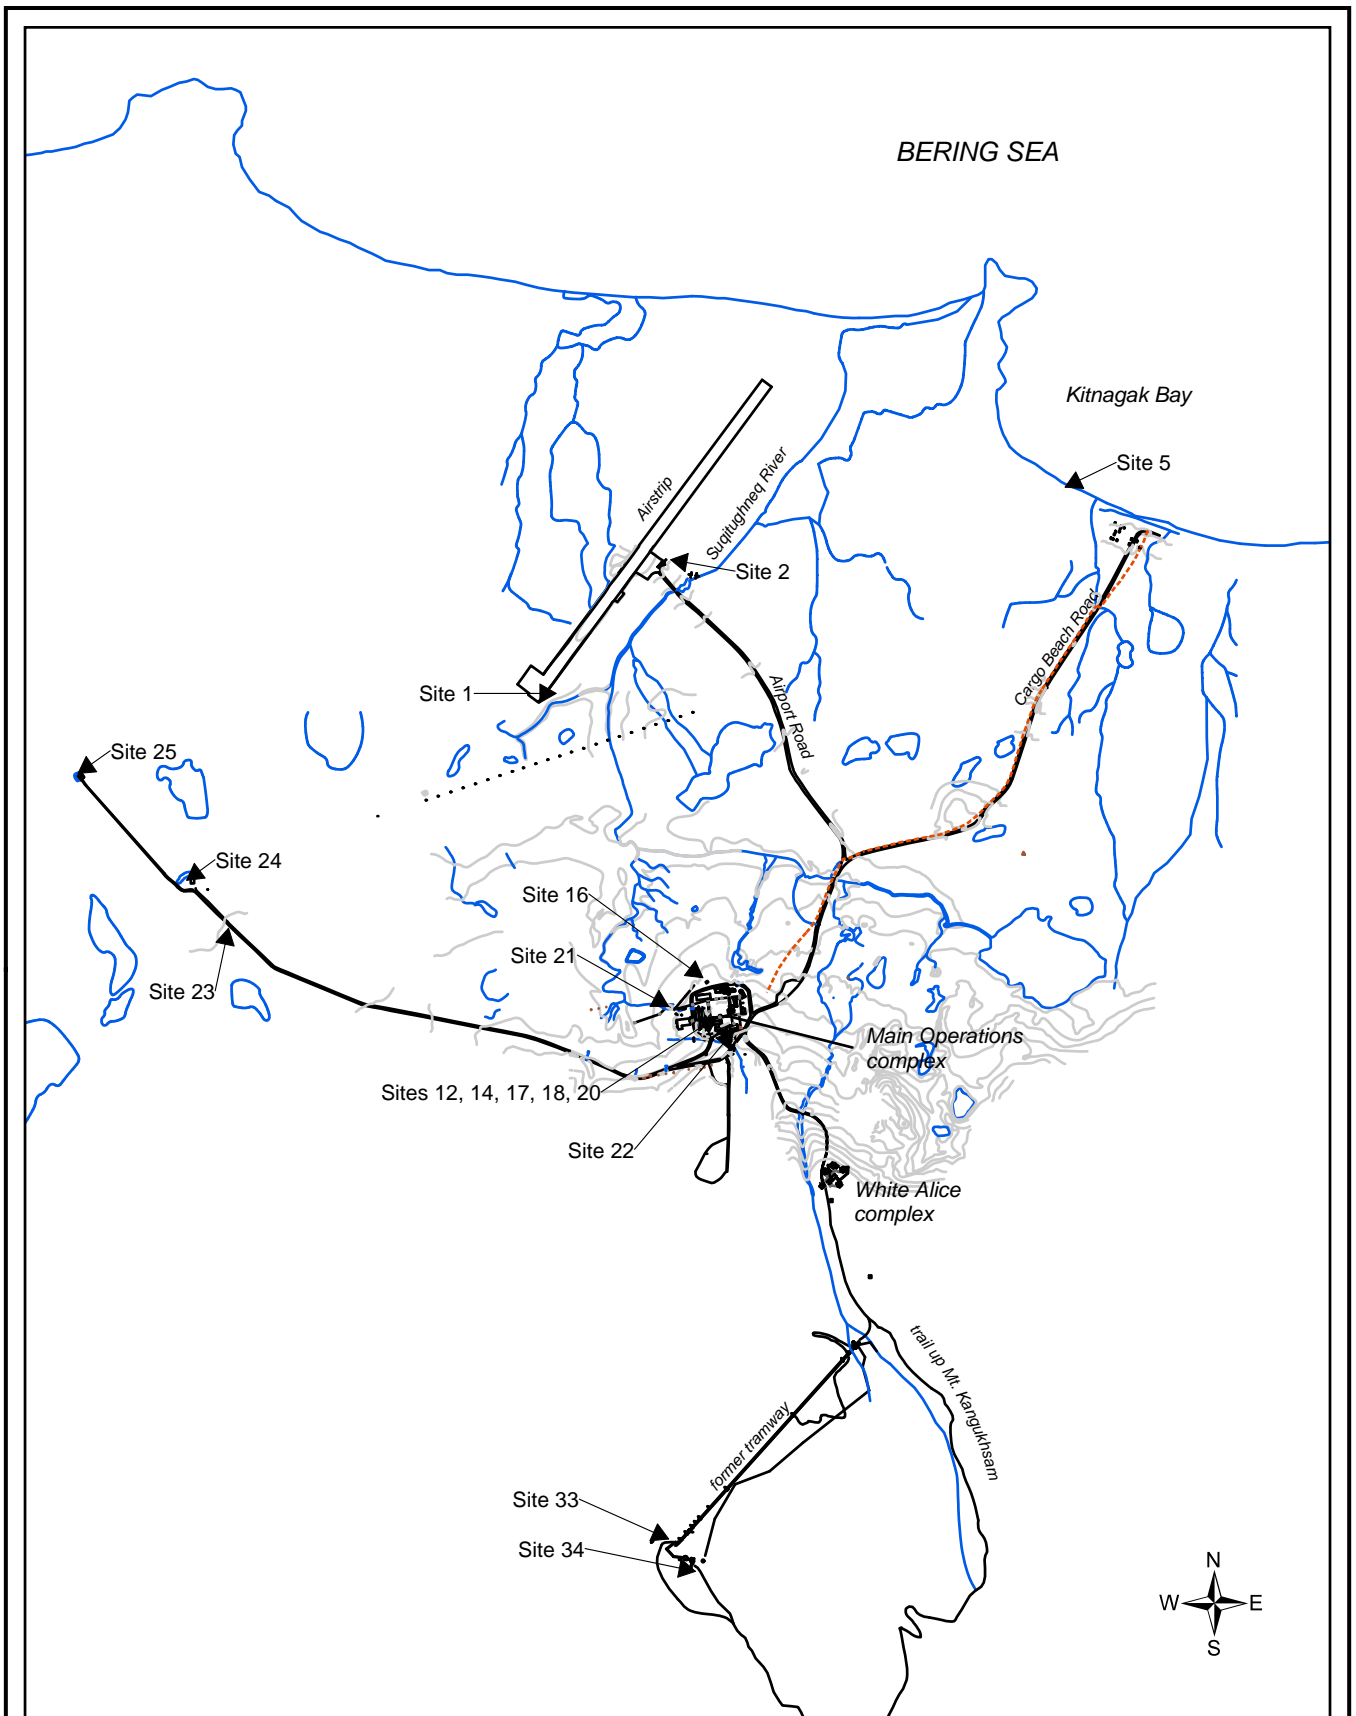 BERING SEA
Kitnagak Bay
Site 5
Airstrip
Suqitughneq River
Site 2
Cargo Beach Road
Site 1
Airport Road
Site 25
Site 24
Site 16
Site 21
Site 23
Main Operations
complex
Sites 12, 14, 17, 18, 20
Site 22
White Alice
complex
trail up Mt. Kangukhsam
former tramway
Site 33
Site 34
N
W
E
S